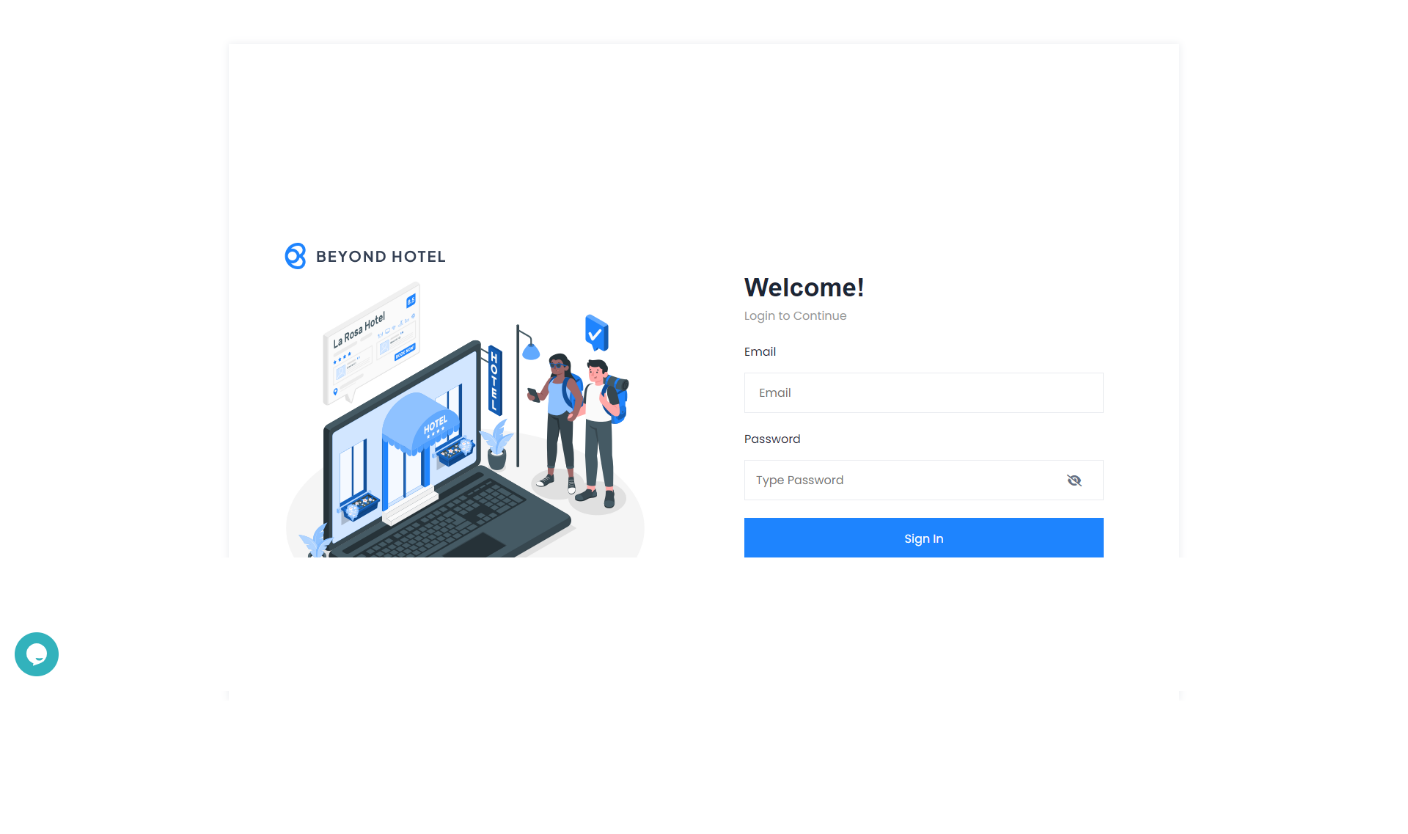 BEYOND HOTEL
La Rosa Hotel
HOTEL
HOTEL
Welcome!
Login to Continue
Email
Email
Password
Type Password
Sign In